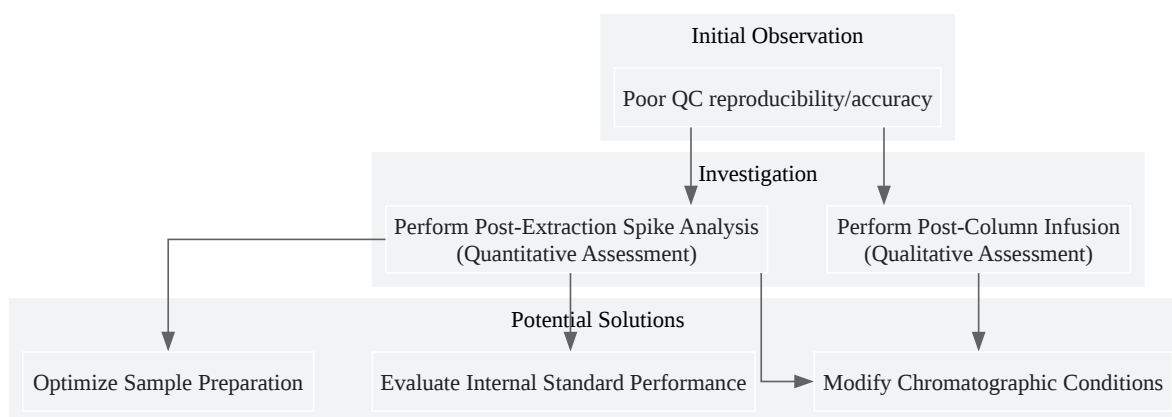 Initial Observation
Poor QC reproducibility/accuracy
Investigation
Perform Post-Extraction Spike Analysis
(Quantitative Assessment)
Perform Post-Column Infusion
(Qualitative Assessment)
Potential Solutions
Optimize Sample Preparation
Evaluate Internal Standard Performance
Modify Chromatographic Conditions